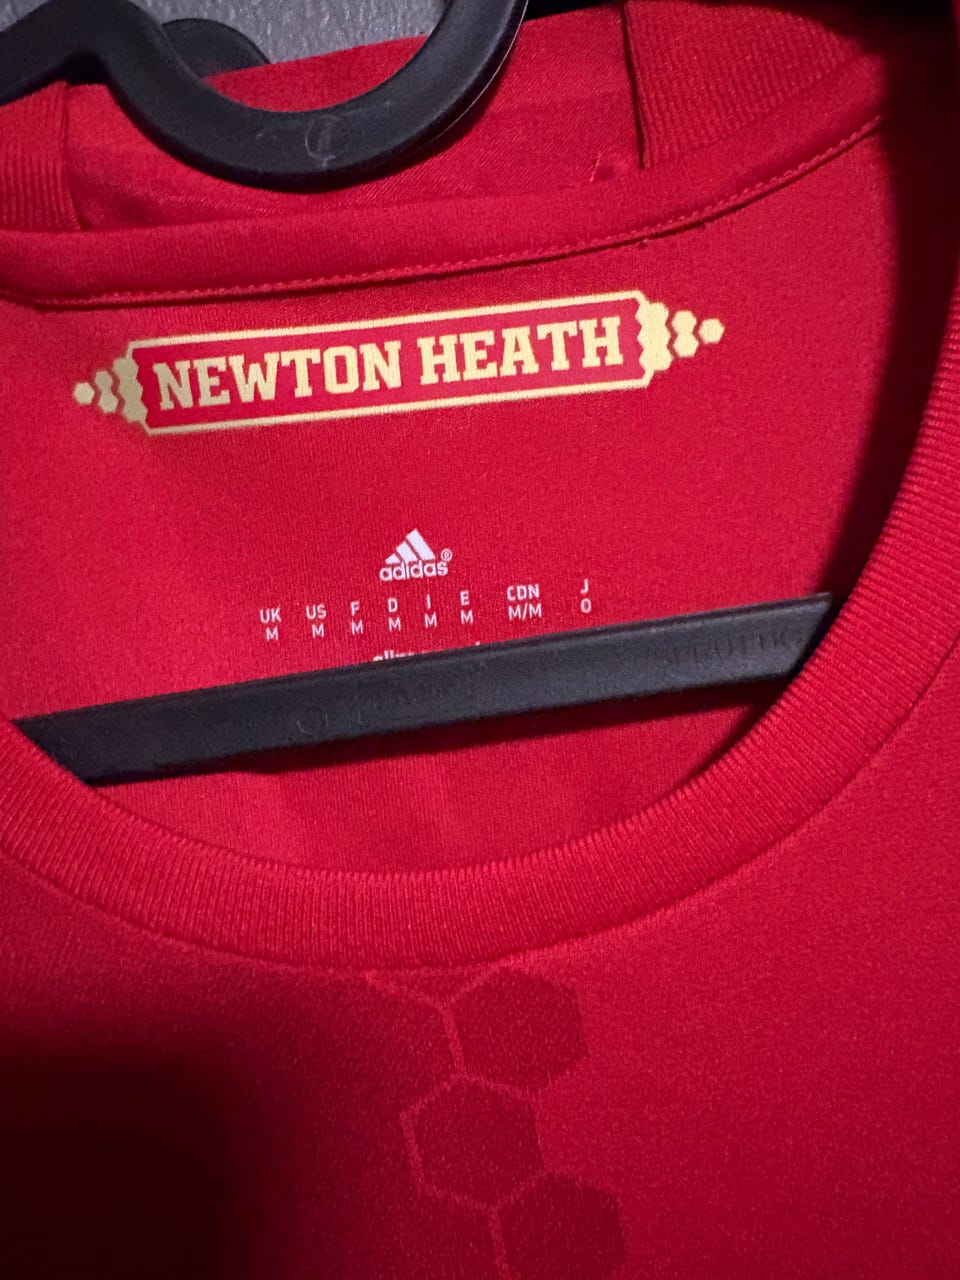 NEWTON HEATH
adidas®
UK US F D I E CDN J
M M M M M M M/M O